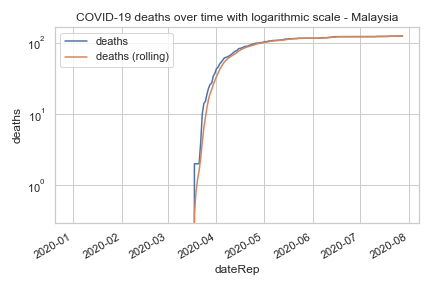 COVID-19 deaths over time with logarithmic scale - Malaysia
deaths
deaths (rolling)
10²
10¹
10⁰
deaths
2020-01
2020-02
2020-03
2020-04
2020-05
2020-06
2020-07
2020-08
dateRep